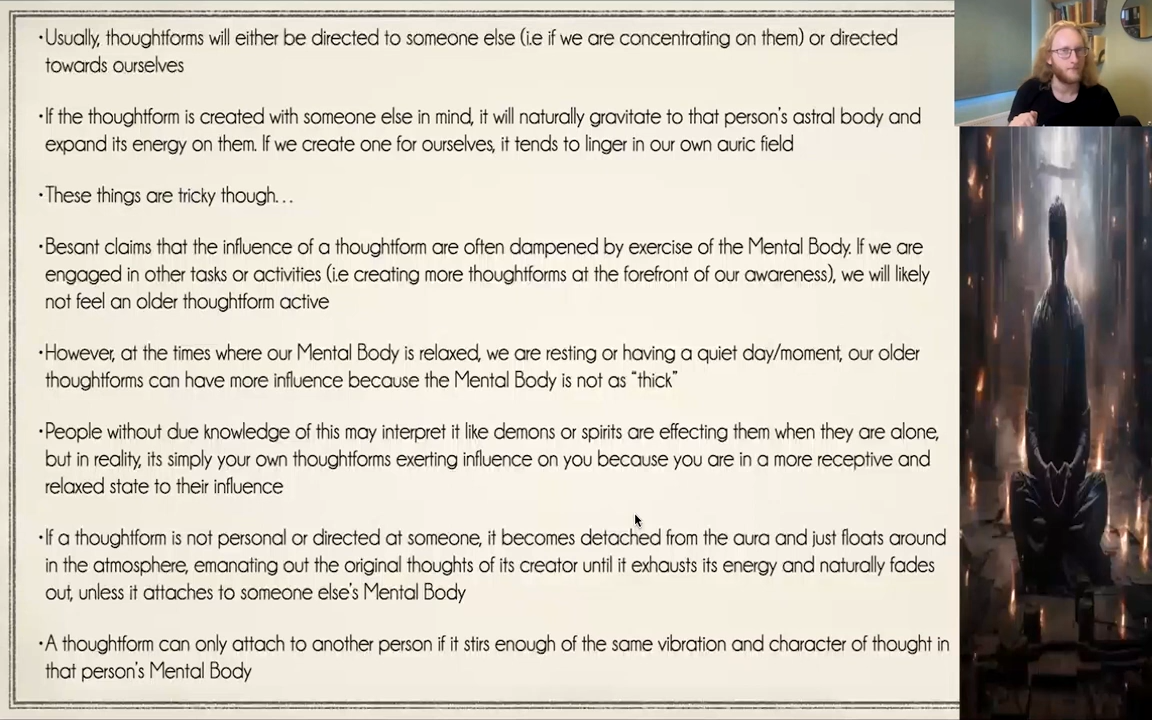 •Usually, thoughtforms will either be directed to someone else (i.e if we are concentrating on them) or directed
towards ourselves
•If the thoughtform is created with someone else in mind, it will naturally gravitate to that person's astral body and
expand its energy on them. If we create one for ourselves, it tends to linger in our own auric field
•These things are tricky though...
•Besant claims that the influence of a thoughtform are often dampened by exercise of the Mental Body. If we are
engaged in other tasks or activities (i.e creating more thoughtforms at the forefront of our awareness), we will likely
not feel an older thoughtform active
•However, at the times where our Mental Body is relaxed, we are resting or having a quiet day/moment, our older
thoughtforms can have more influence because the Mental Body is not as "thick"
•People without due knowledge of this may interpret it like demons or spirits are effecting them when they are alone,
but in reality, its simply your own thoughtforms exerting influence on you because you are in a more receptive and
relaxed state to their influence
•If a thoughtform is not personal or directed at someone, it becomes detached from the aura and just floats around
in the atmosphere, emanating out the original thoughts of its creator until it exhausts its energy and naturally fades
out, unless it attaches to someone else's Mental Body
•A thoughtform can only attach to another person if it stirs enough of the same vibration and character of thought in
that person's Mental Body